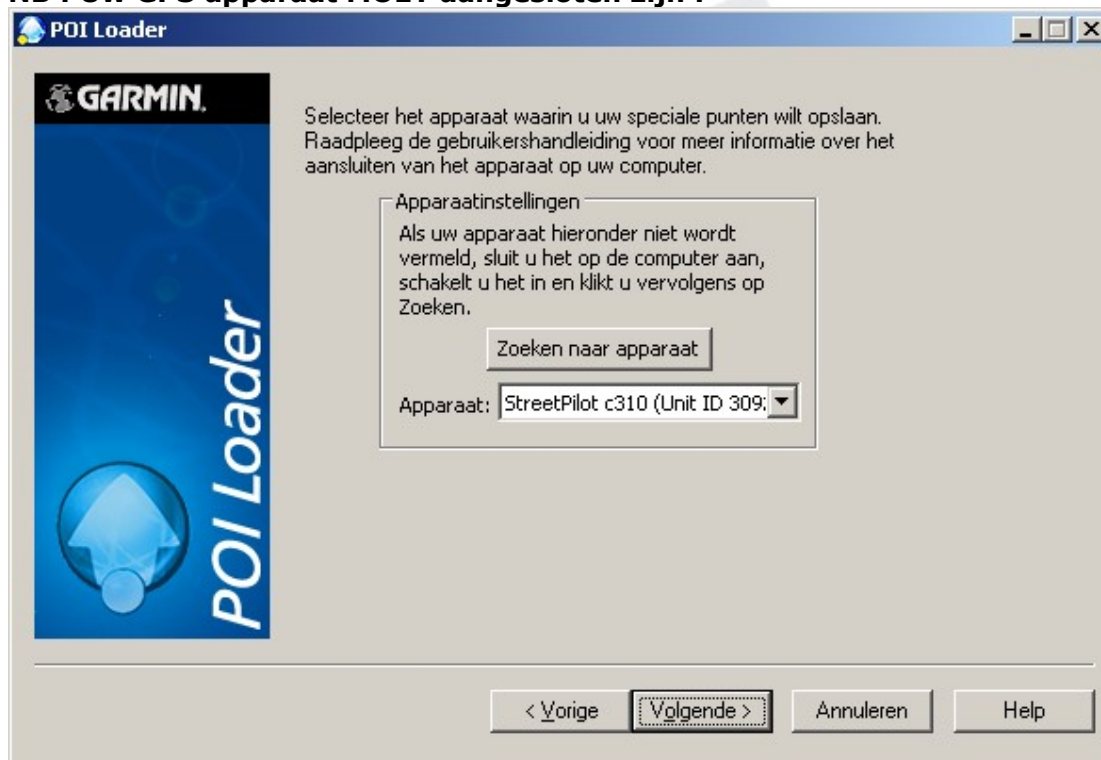 POI Loader
GARMIN.
POI Loader
Selecteer het apparaat waarin u uw speciale punten wilt opslaan.
Raadpleeg de gebruikershandleiding voor meer informatie over het
aansluiten van het apparaat op uw computer.
Apparaatinstellingen
Als uw apparaat hieronder niet wordt
vermeld, sluit u het op de computer aan,
schakelt u het in en klikt u vervolgens op
Zoeken.
Zoeken naar apparaat
Apparaat: StreetPilot c310 (Unit ID 309
< Vorige Volgende > Annuleren Help